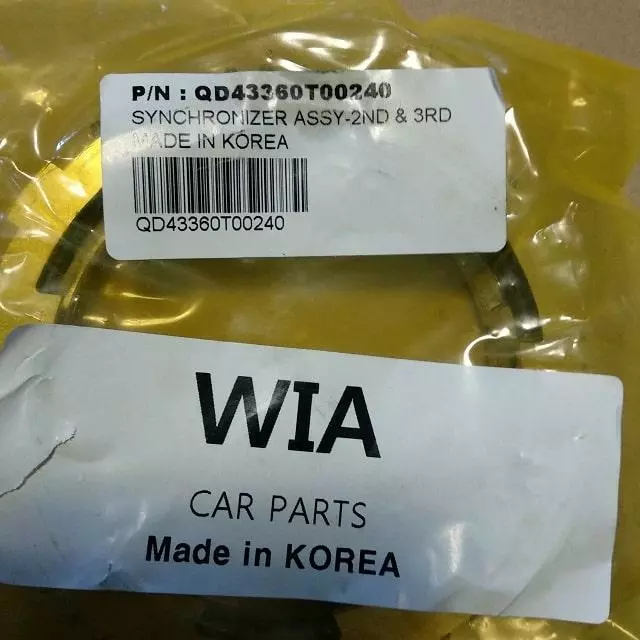 P/N : QD43360T00240
SYNCHRONIZER ASSY-2ND & 3RD
MADE IN KOREA
QD43360T00240
WIA
CAR PARTS
Made in KOREA